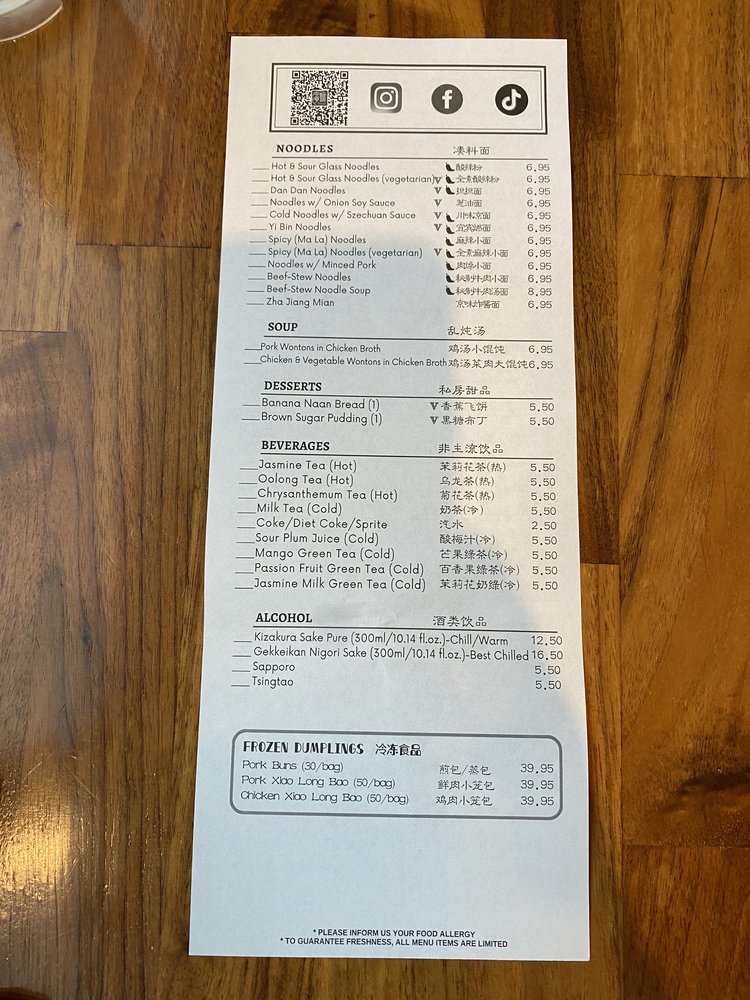 NOODLES 凑料面
Hot & Sour Glass Noodles 酸辣粉 6.95
Hot & Sour Glass Noodles (vegetarian) V 全素酸辣粉 6.95
Dan Dan Noodles V 担担面 6.95
Noodles w/ Onion Soy Sauce V 葱油面 6.95
Cold Noodles w/ Szechuan Sauce V 川味凉面 6.95
Yi Bin Noodles V 宜宾燃面 6.95
Spicy (Ma La) Noodles 麻辣小面 6.95
Spicy (Ma La) Noodles (vegetarian) V 全素麻辣小面 6.95
Noodles w/ Minced Pork 肉燥小面 6.95
Beef-Stew Noodles 秘制牛肉小面 6.95
Beef-Stew Noodle Soup 秘制牛肉汤面 8.95
Zha Jiang Mian 京味炸酱面 6.95
SOUP 乱炖汤
Pork Wontons in Chicken Broth 鸡汤小馄饨 6.95
Chicken & Vegetable Wontons in Chicken Broth 鸡汤菜肉大馄饨 6.95
DESSERTS 私房甜品
Banana Naan Bread (1) V 香蕉飞饼 5.50
Brown Sugar Pudding (1) V 黑糖布丁 5.50
BEVERAGES 非主流饮品
Jasmine Tea (Hot) 茉莉花茶(热) 5.50
Oolong Tea (Hot) 乌龙茶(热) 5.50
Chrysanthemum Tea (Hot) 菊花茶(热) 5.50
Milk Tea (Cold) 奶茶(冷) 5.50
Coke/Diet Coke/Sprite 汽水 2.50
Sour Plum Juice (Cold) 酸梅汁(冷) 5.50
Mango Green Tea (Cold) 芒果绦茶(冷) 5.50
Passion Fruit Green Tea (Cold) 百香果绦茶(冷) 5.50
Jasmine Milk Green Tea (Cold) 茉莉花奶绦(冷) 5.50
ALCOHOL 酒类饮品
Kizakura Sake Pure (300ml/10.14 fl.oz.)-Chill/Warm 12.50
Gekkeikan Nigori Sake (300ml/10.14 fl.oz.)-Best Chilled 16.50
Sapporo 5.50
Tsingtao 5.50
FROZEN DUMPLINGS 冷冻食品
Pork Buns (30/bag) 煎包/蒸包 39.95
Pork Xiao Long Bao (50/bag) 鲜肉小笼包 39.95
Chicken Xiao Long Bao (50/bag) 鸡肉小笼包 39.95
* PLEASE INFORM US YOUR FOOD ALLERGY
* TO GUARANTEE FRESHNESS, ALL MENU ITEMS ARE LIMITED